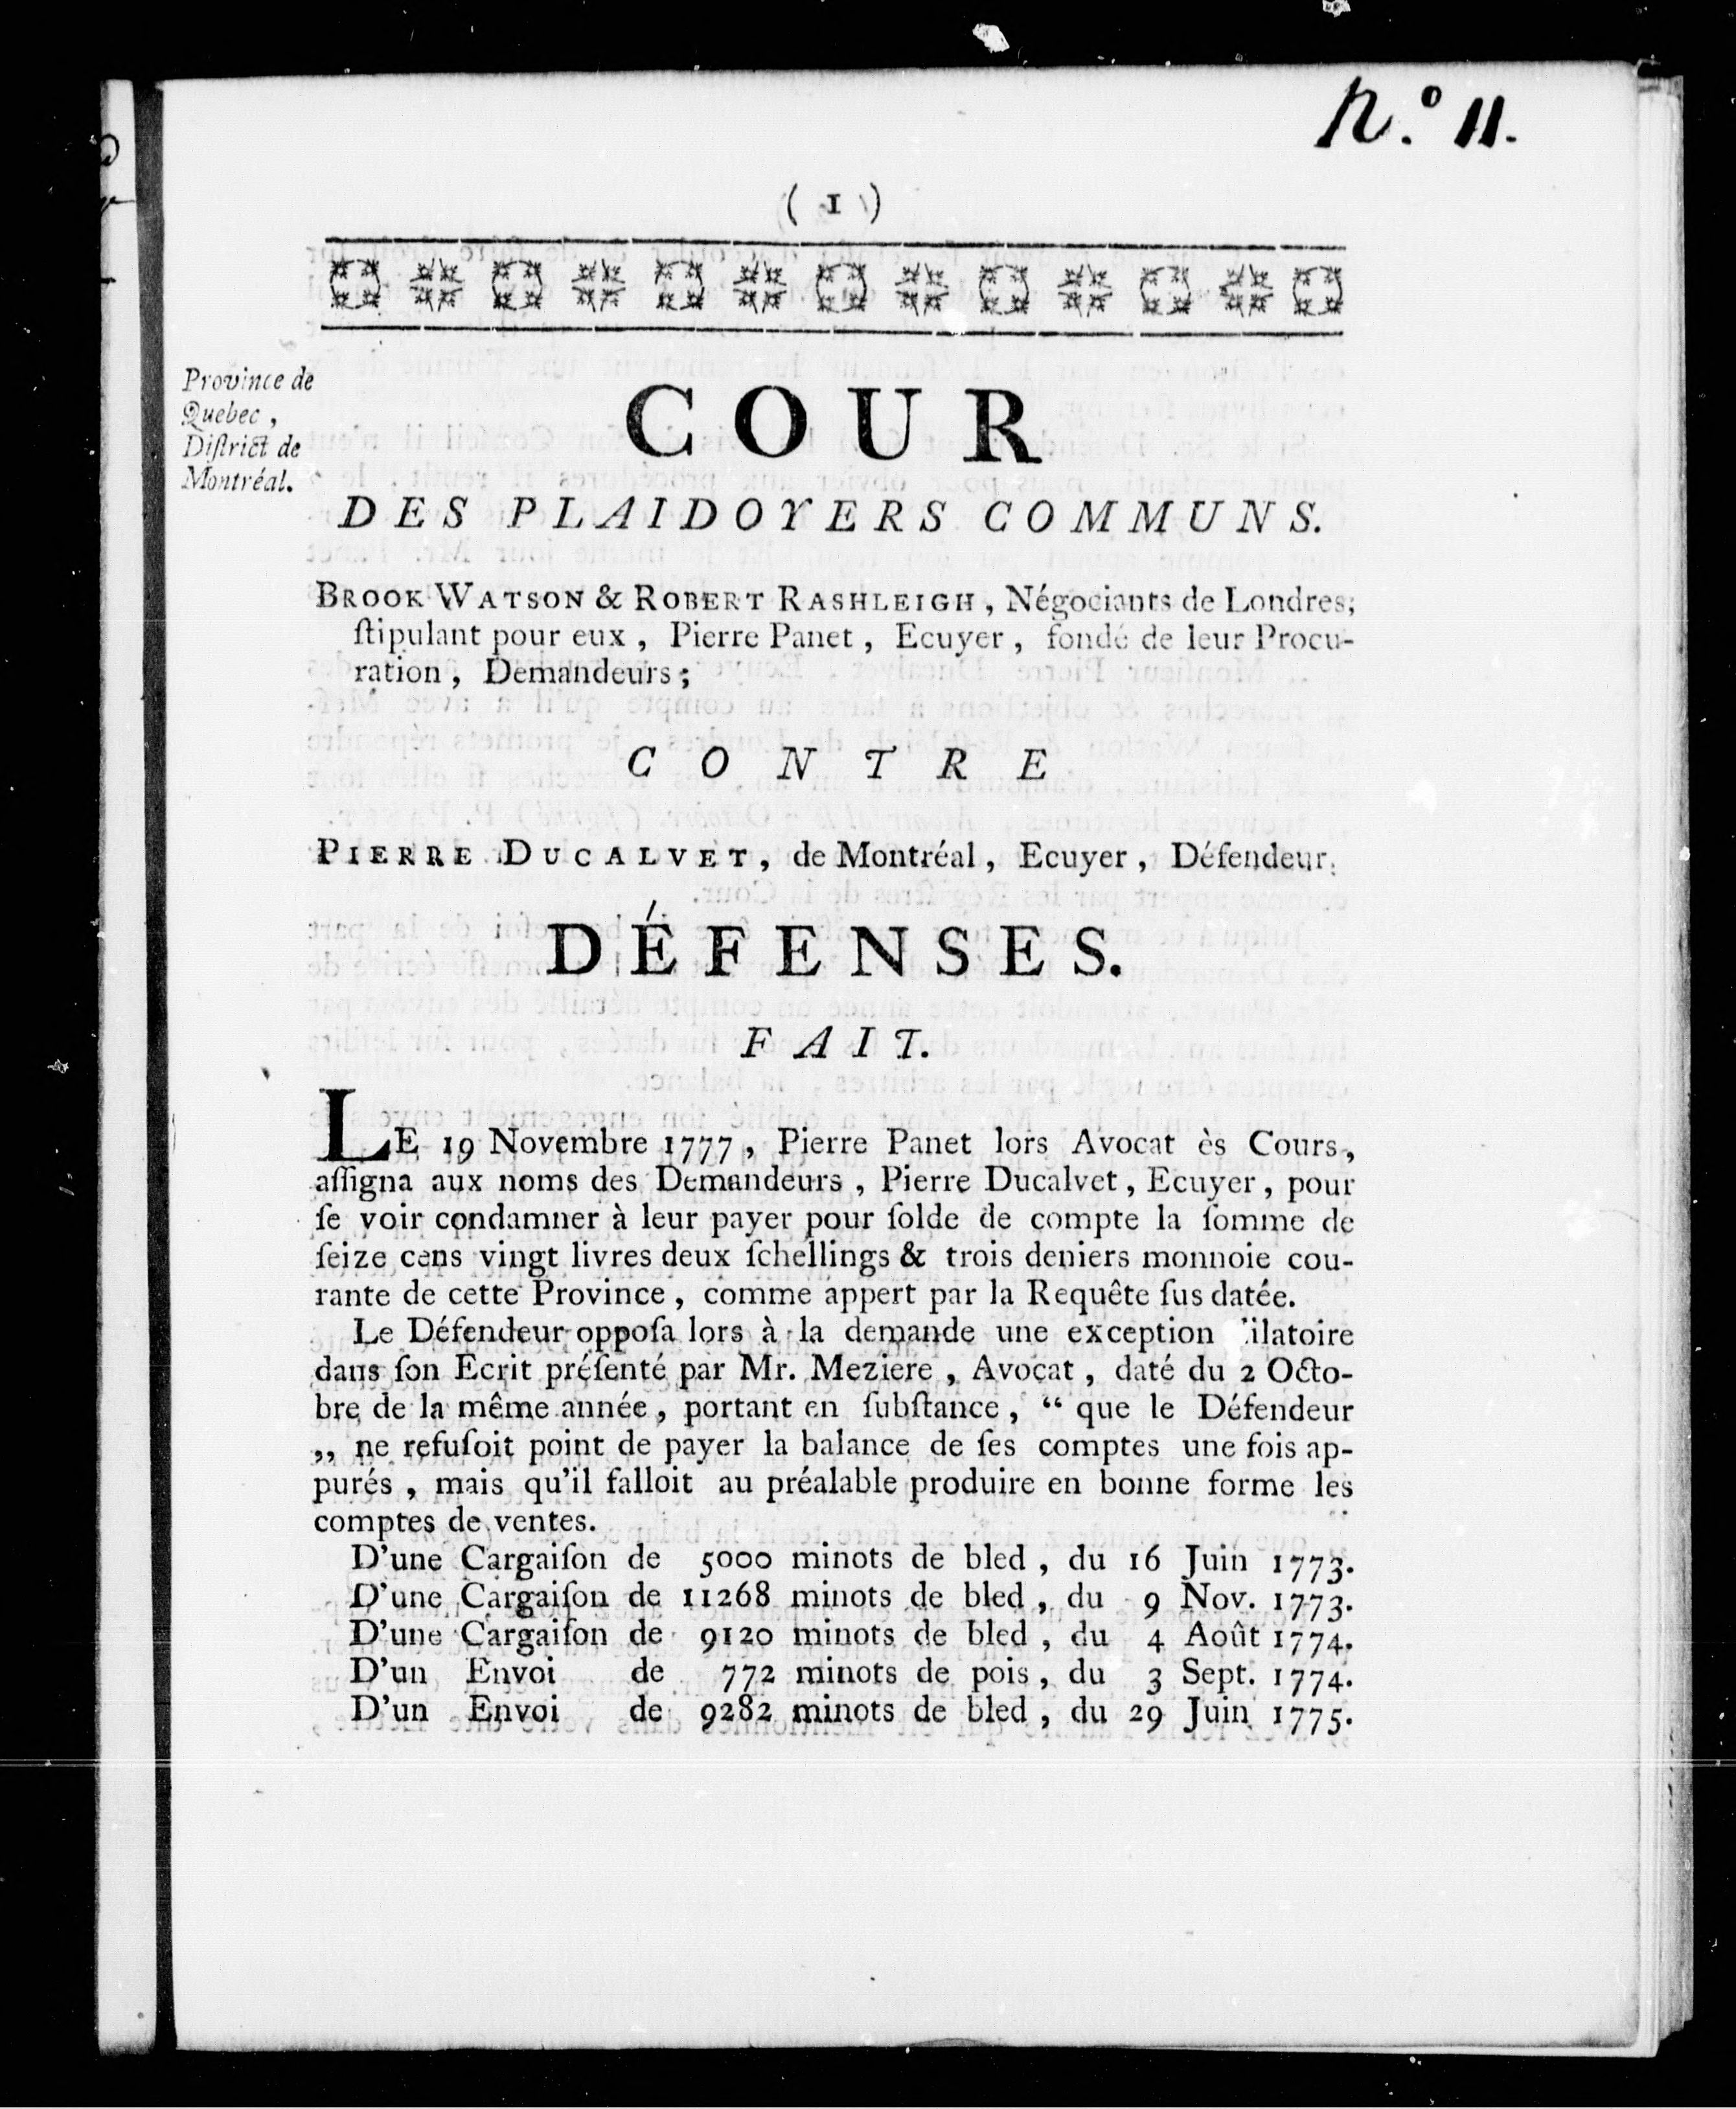 N.º 11.
( 1 )
Province de
Quebec ,
Diſtrict de
Montréal.
COUR
DES PLAIDOYERS COMMUNS.
BROOK WATSON & ROBERT RASHLEIGH , Négociants de Londres;
ſtipulant pour eux , Pierre Panet , Ecuyer , fondé de leur Procu-
ration , Demandeurs ;
CONTRE
PIERRE DUCALVET, de Montréal , Ecuyer , Défendeur.
DÉFENSES.
FAIT.
LE 19 Novembre 1777 , Pierre Panet lors Avocat ès Cours,
aſſigna aux noms des Demandeurs , Pierre Ducalvet , Ecuyer , pour
ſe voir condamner à leur payer pour ſolde de compte la ſomme de
ſeize cens vingt livres deux ſchellings & trois deniers monnoie cou-
rante de cette Province , comme appert par la Requête ſus datée.
Le Défendeur oppoſa lors à la demande une exception ilatoire
dans ſon Ecrit préſenté par Mr. Meziere , Avocat , daté du 2 Octo-
bre de la même année , portant en ſubſtance , “ que le Défendeur
,, ne refuſoit point de payer la balance de ſes comptes une fois ap-
purés , mais qu'il falloit au préalable produire en bonne forme les
comptes de ventes.
D'une Cargaiſon de 5000 minots de bled , du 16 Juin 1773.
D'une Cargaiſon de 11268 minots de bled , du 9 Nov. 1773.
D'une Cargaiſon de 9120 minots de bled , du 4 Août 1774.
D'un Envoi de 772 minots de pois , du 3 Sept. 1774.
D'un Envoi de 9282 minots de bled , du 29 Juin 1775.